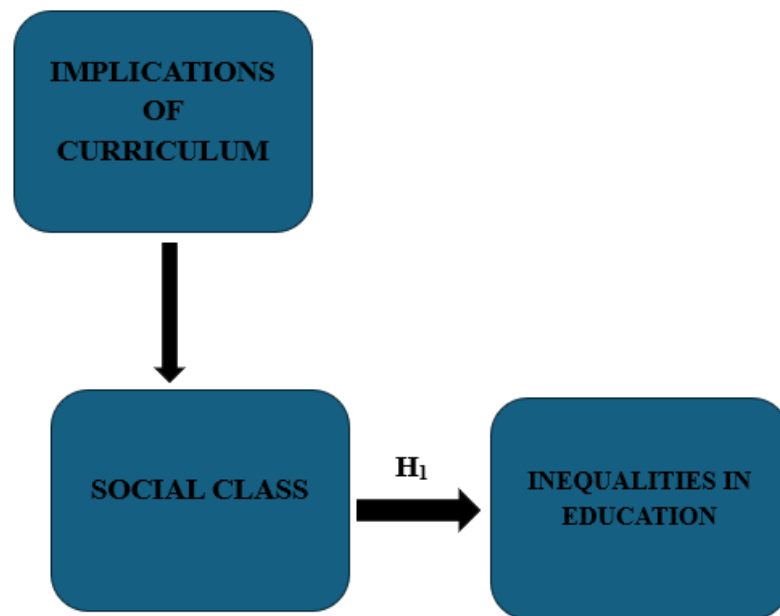 IMPLICATIONS
OF
CURRICULUM
SOCIAL CLASS
H₁
INEQUALITIES IN
EDUCATION